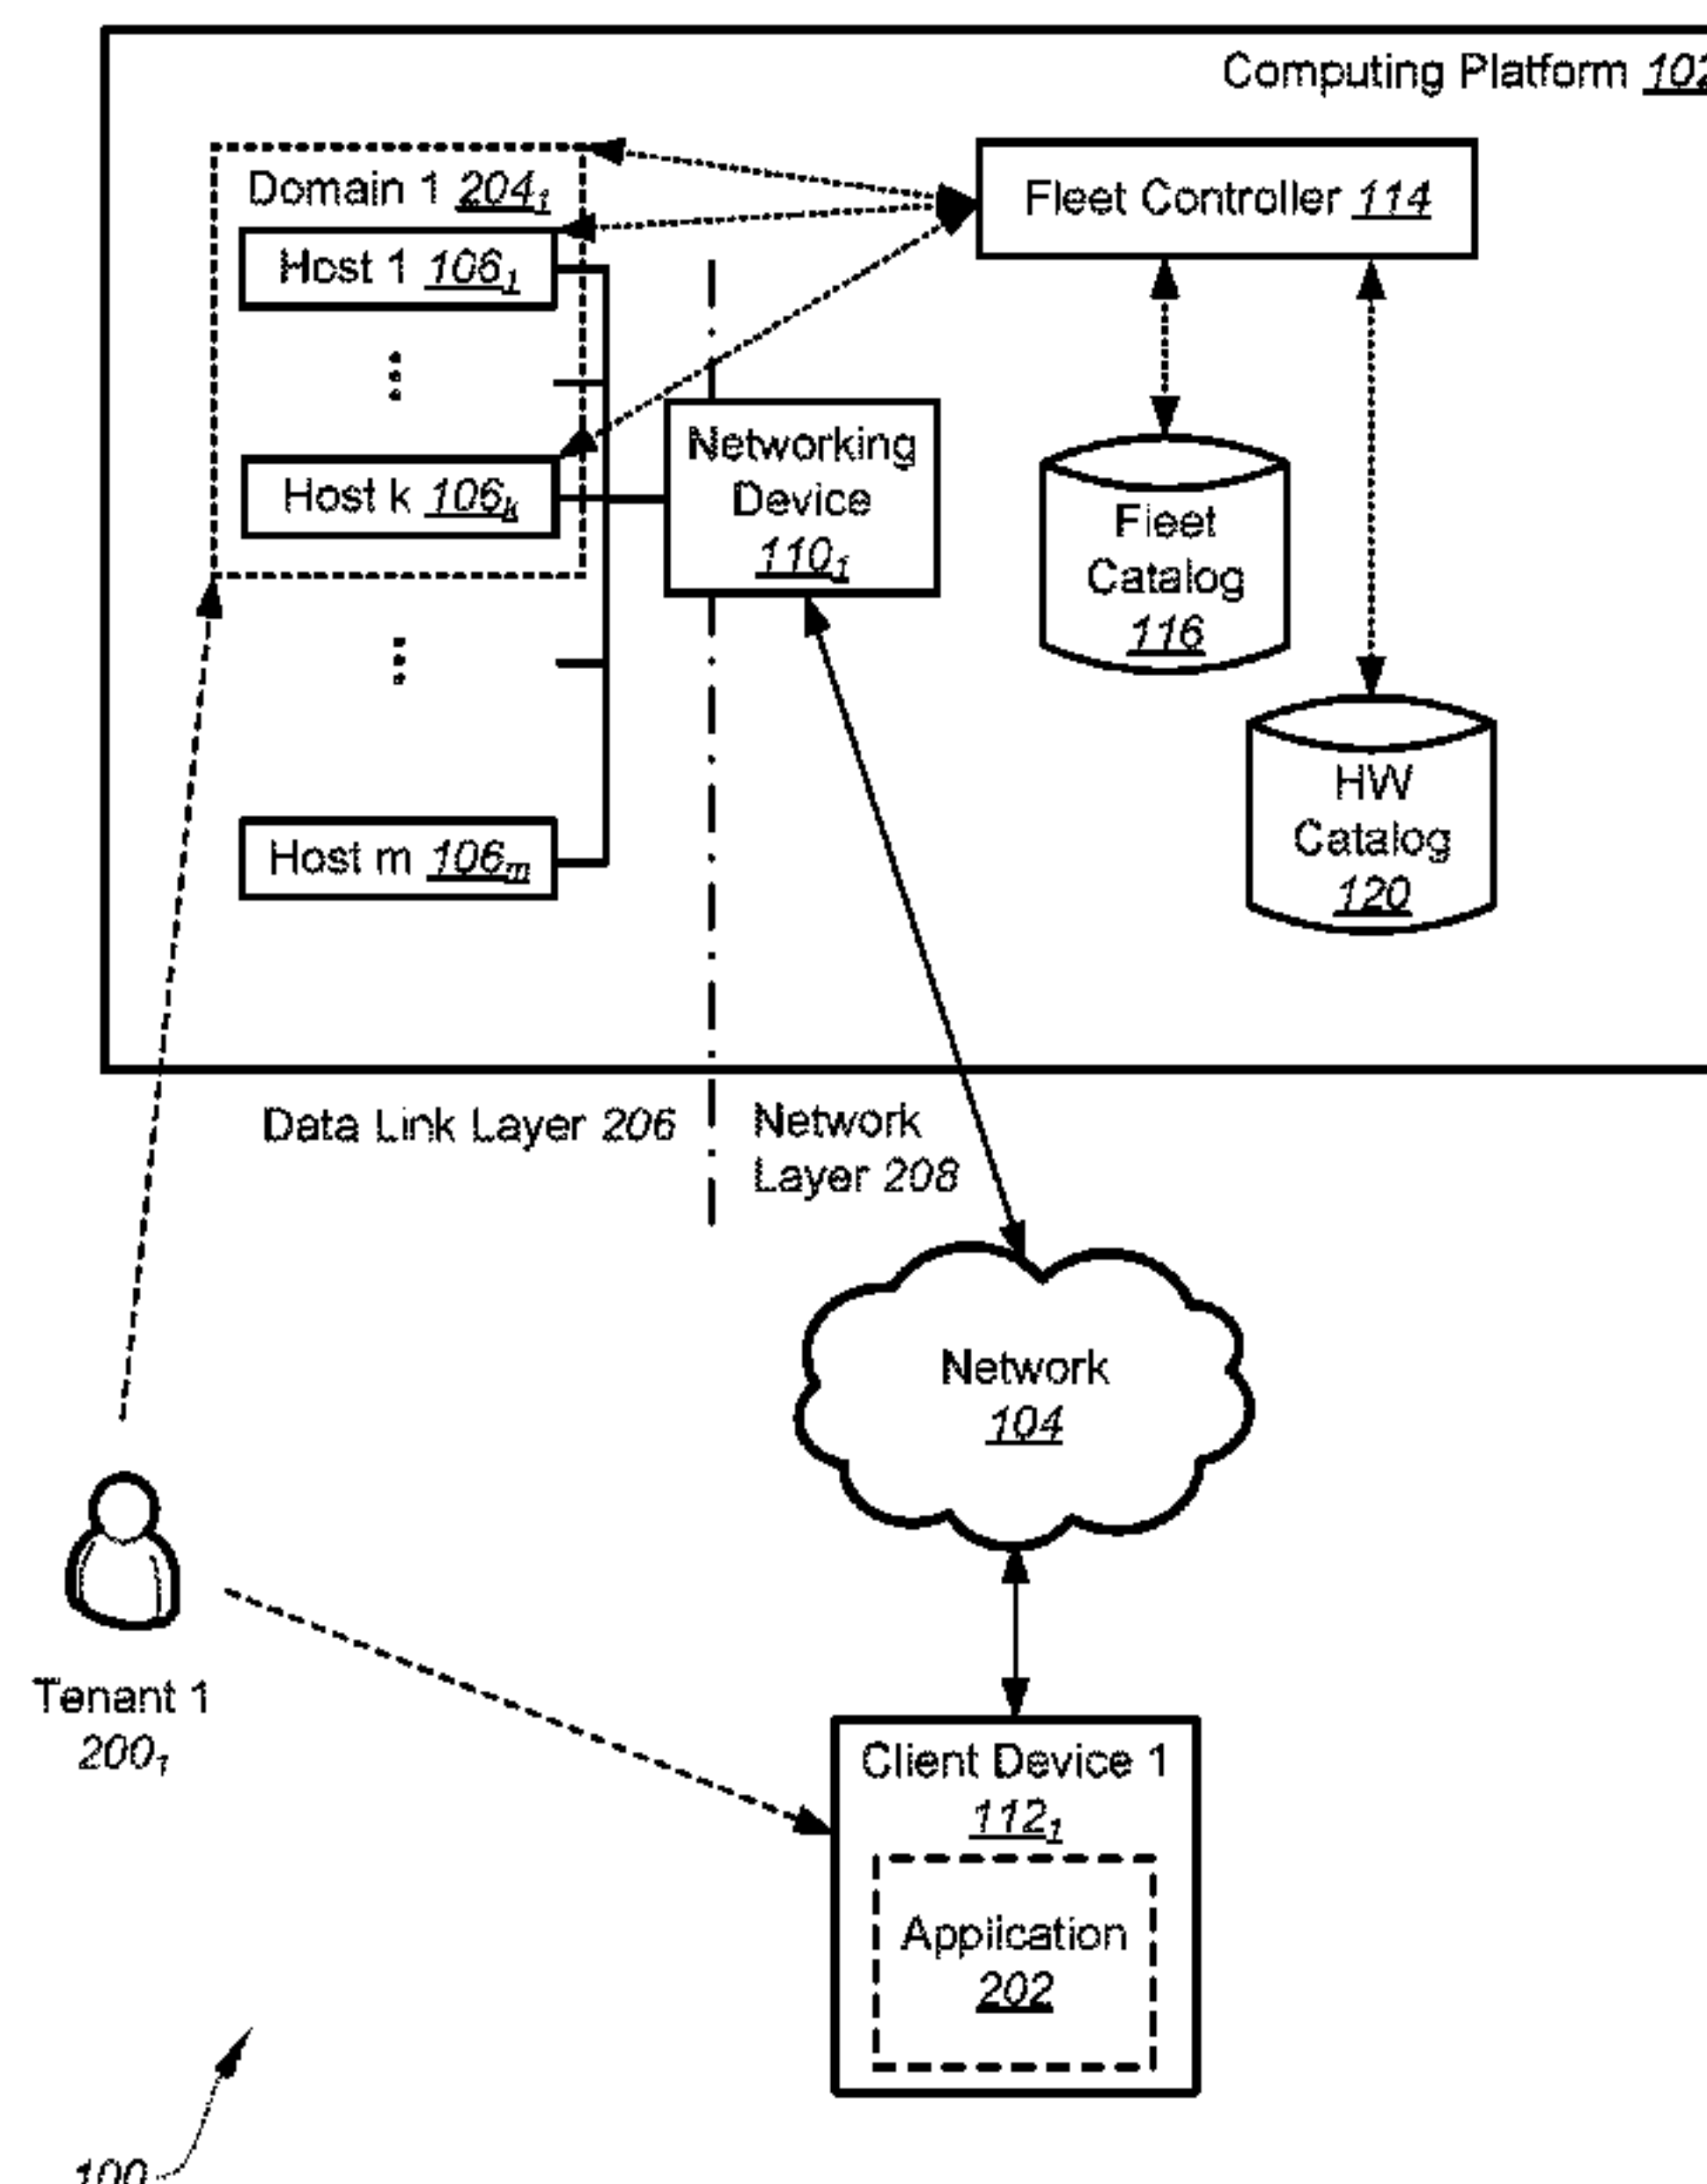 Computing Platform 102
Domain 1 204₁
Fleet Controller 114
Host 1 106₁
Networking
Device
110₁
Host k 106ₖ
Fleet
Catalog
116
HW
Catalog
120
Host m 106ₘ
Data Link Layer 206
Network
Layer 208
Network
104
Tenant 1
200₁
Client Device 1
112₁
Application
202
100